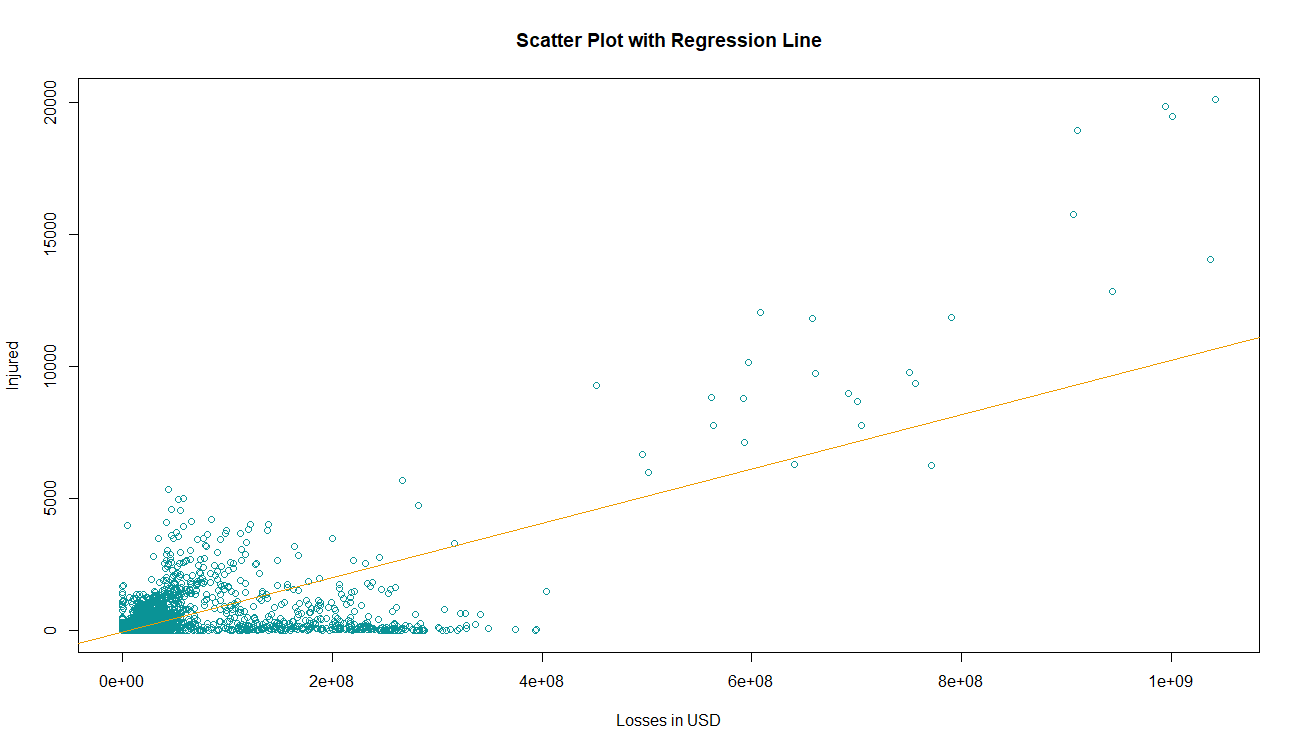 Scatter Plot with Regression Line
20000
15000
10000
5000
0
Injured
0e+00 2e+08 4e+08 6e+08 8e+08 1e+09
Losses in USD